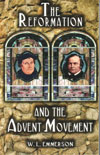 THE REFORMATION
AND THE ADVENT MOVEMENT
W. L. EMMERSON